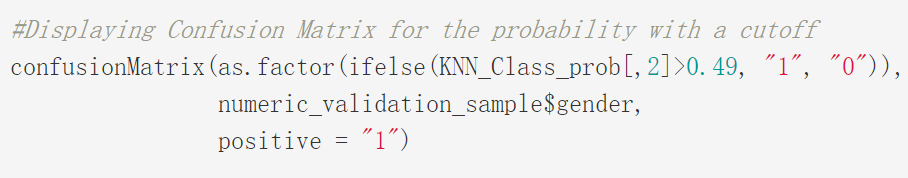 #Displaying Confusion Matrix for the probability with a cutoff
confusionMatrix(as.factor(ifelse(KNN_Class_prob[,2]>0.49, "1", "0")),
numeric_validation_sample$gender,
positive = "1")